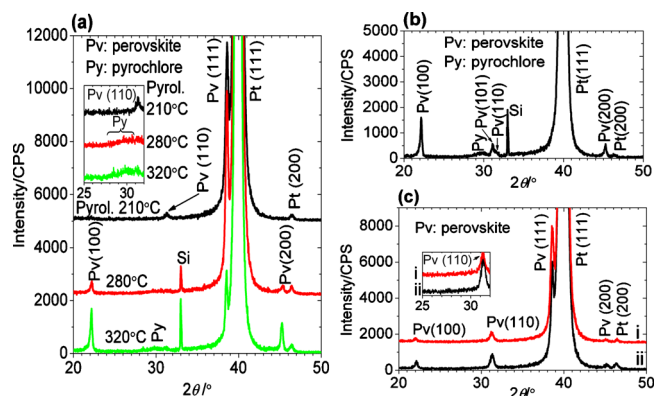 (a)
12000
10000
8000
6000
4000
2000
0
Intensity/CPS
Pv: perovskite
Py: pyrochlore
Pv (110)
Pyrol.
210°C
Py
280°C
320°C
25 30
Pv (111)
Pt (111)
Pv (110)
Pyrol. 210°C
Pt (200)
Pv(100)
280°C
Si
Pv(200)
320°C
Py
20 30 40 50
2θ/°
(b)
5000
4000
3000
2000
1000
0
Intensity/CPS
Pv: perovskite
Py: pyrochlore
Pv(100)
Py
Pv(101)
Pv(110)
Si
Pt(111)
Pv(200)
Pt(200)
20 30 40 50
2θ/°
(c)
8000
6000
4000
2000
0
Intensity/CPS
Pv: perovskite
Pv (110)
i
ii
25 30
Pv (111)
Pt (111)
Pv(100)
Pv(110)
Pv (200)
Pt (200)
i
ii
20 30 40 50
2θ/°